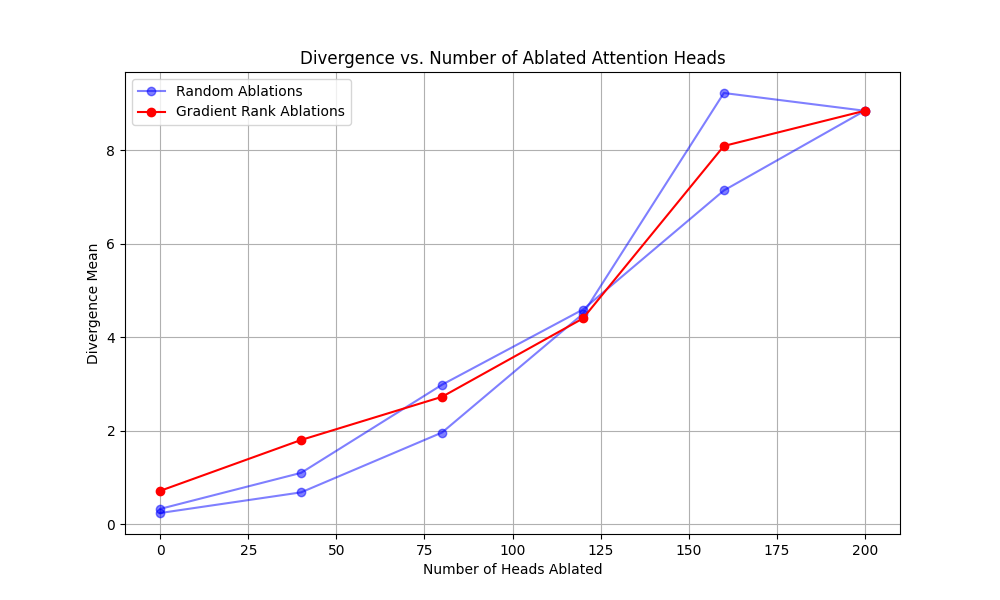 Divergence vs. Number of Ablated Attention Heads
Random Ablations
Gradient Rank Ablations
Divergence Mean
8
6
4
2
0
0 25 50 75 100 125 150 175 200
Number of Heads Ablated